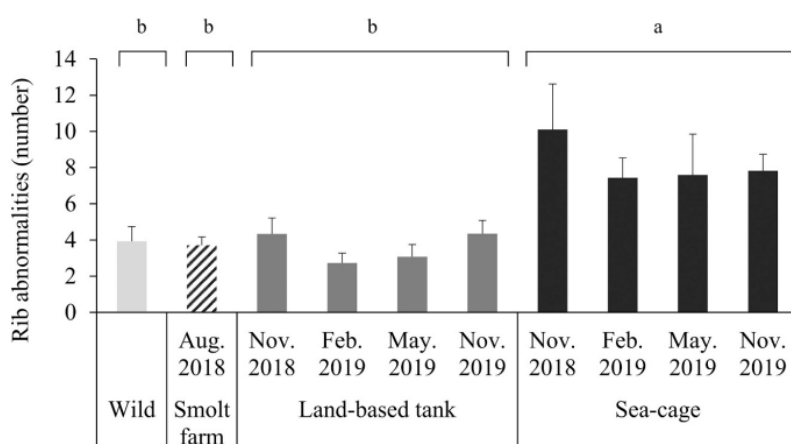 b b b a
Rib abnormalities (number)
14
12
10
8
6
4
2
0
Aug. Nov. Feb. May. Nov. Nov. Feb. May. Nov.
2018 2018 2019 2019 2019 2018 2019 2019 2019
Wild Smolt Land-based tank Sea-cage
farm